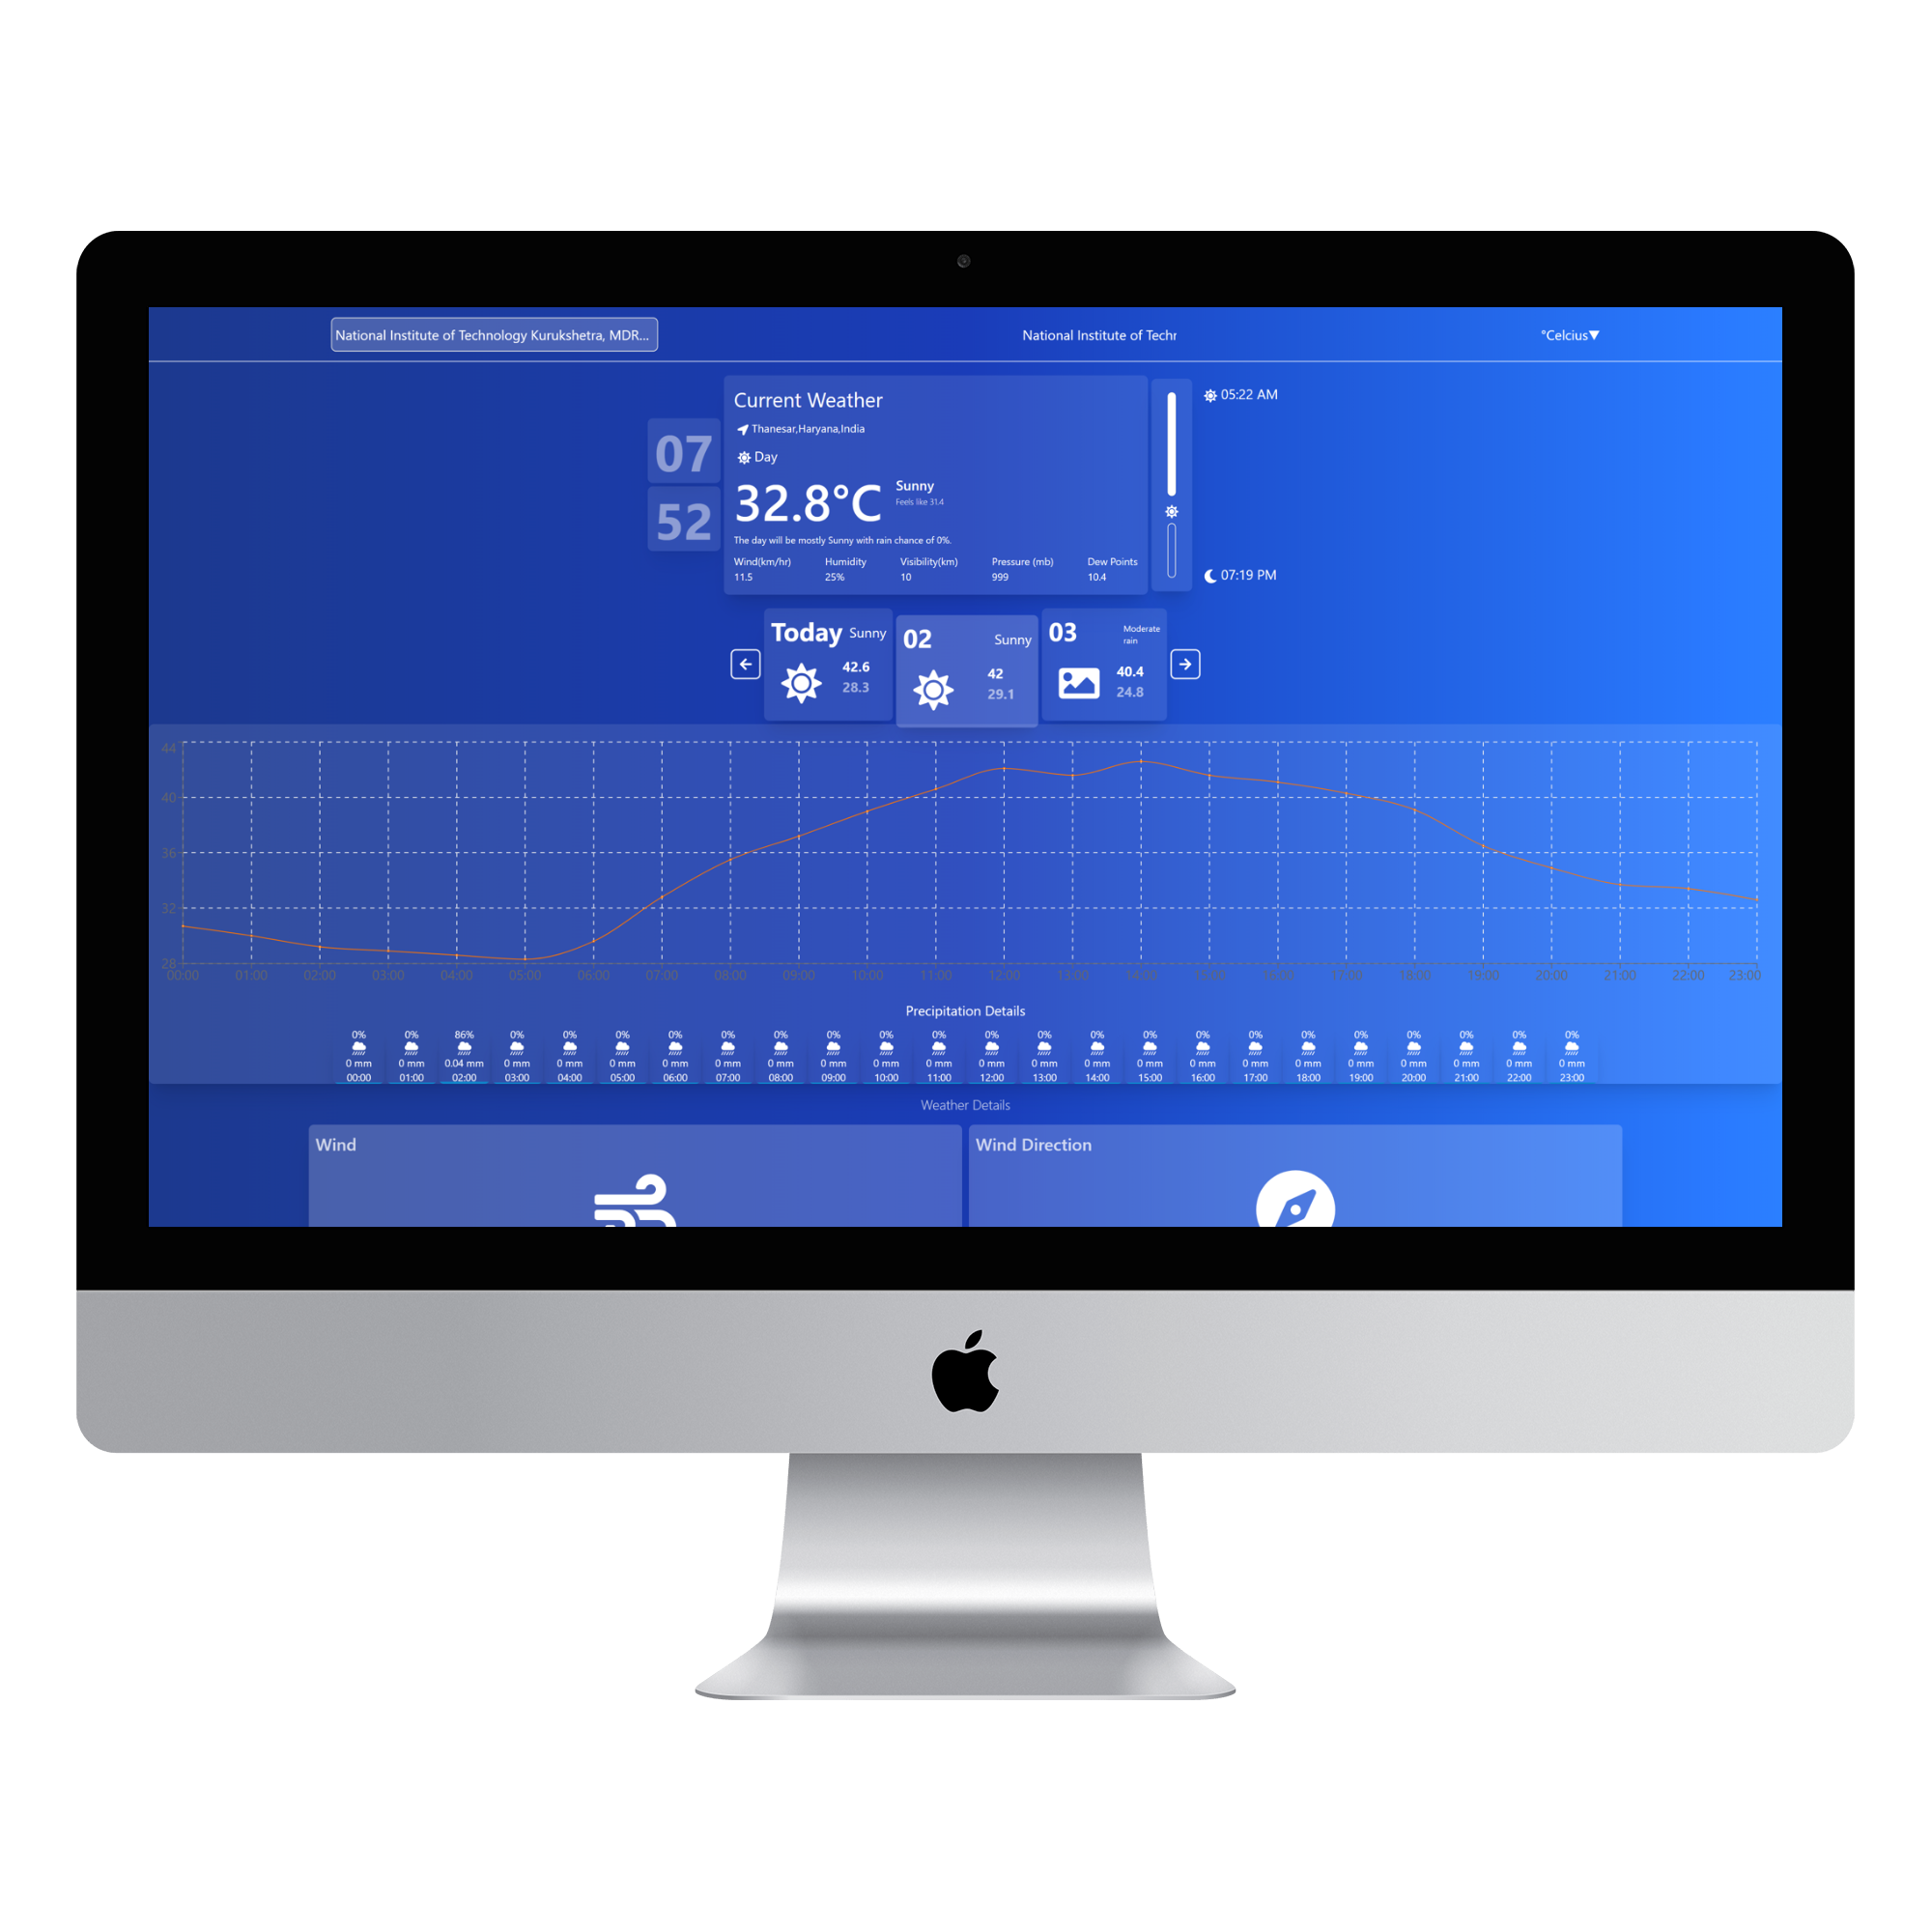 National Institute of Technology Kurukshetra, MDR...
National Institute of Techr
°Celcius▼
07
52
Current Weather
Thanesar,Haryana,India
Day
32.8°C
Sunny
Feels like 31.4
The day will be mostly Sunny with rain chance of 0%.
Wind(km/hr) Humidity Visibility(km) Pressure (mb) Dew Points
11.5 25% 10 999 10.4
05:22 AM
07:19 PM
Today Sunny
42.6
28.3
02 Sunny
42
29.1
03 Moderate
rain
40.4
24.8
44
40
36
32
28
00:00 01:00 02:00 03:00 04:00 05:00 06:00 07:00 08:00 09:00 10:00 11:00 12:00 13:00 14:00 15:00 16:00 17:00 18:00 19:00 20:00 21:00 22:00 23:00
Precipitation Details
0% 0% 86% 0% 0% 0% 0% 0% 0% 0% 0% 0% 0% 0% 0% 0% 0% 0% 0% 0% 0% 0% 0% 0%
0 mm 0 mm 0.04 mm 0 mm 0 mm 0 mm 0 mm 0 mm 0 mm 0 mm 0 mm 0 mm 0 mm 0 mm 0 mm 0 mm 0 mm 0 mm 0 mm 0 mm 0 mm 0 mm 0 mm 0 mm
00:00 01:00 02:00 03:00 04:00 05:00 06:00 07:00 08:00 09:00 10:00 11:00 12:00 13:00 14:00 15:00 16:00 17:00 18:00 19:00 20:00 21:00 22:00 23:00
Weather Details
Wind
Wind Direction